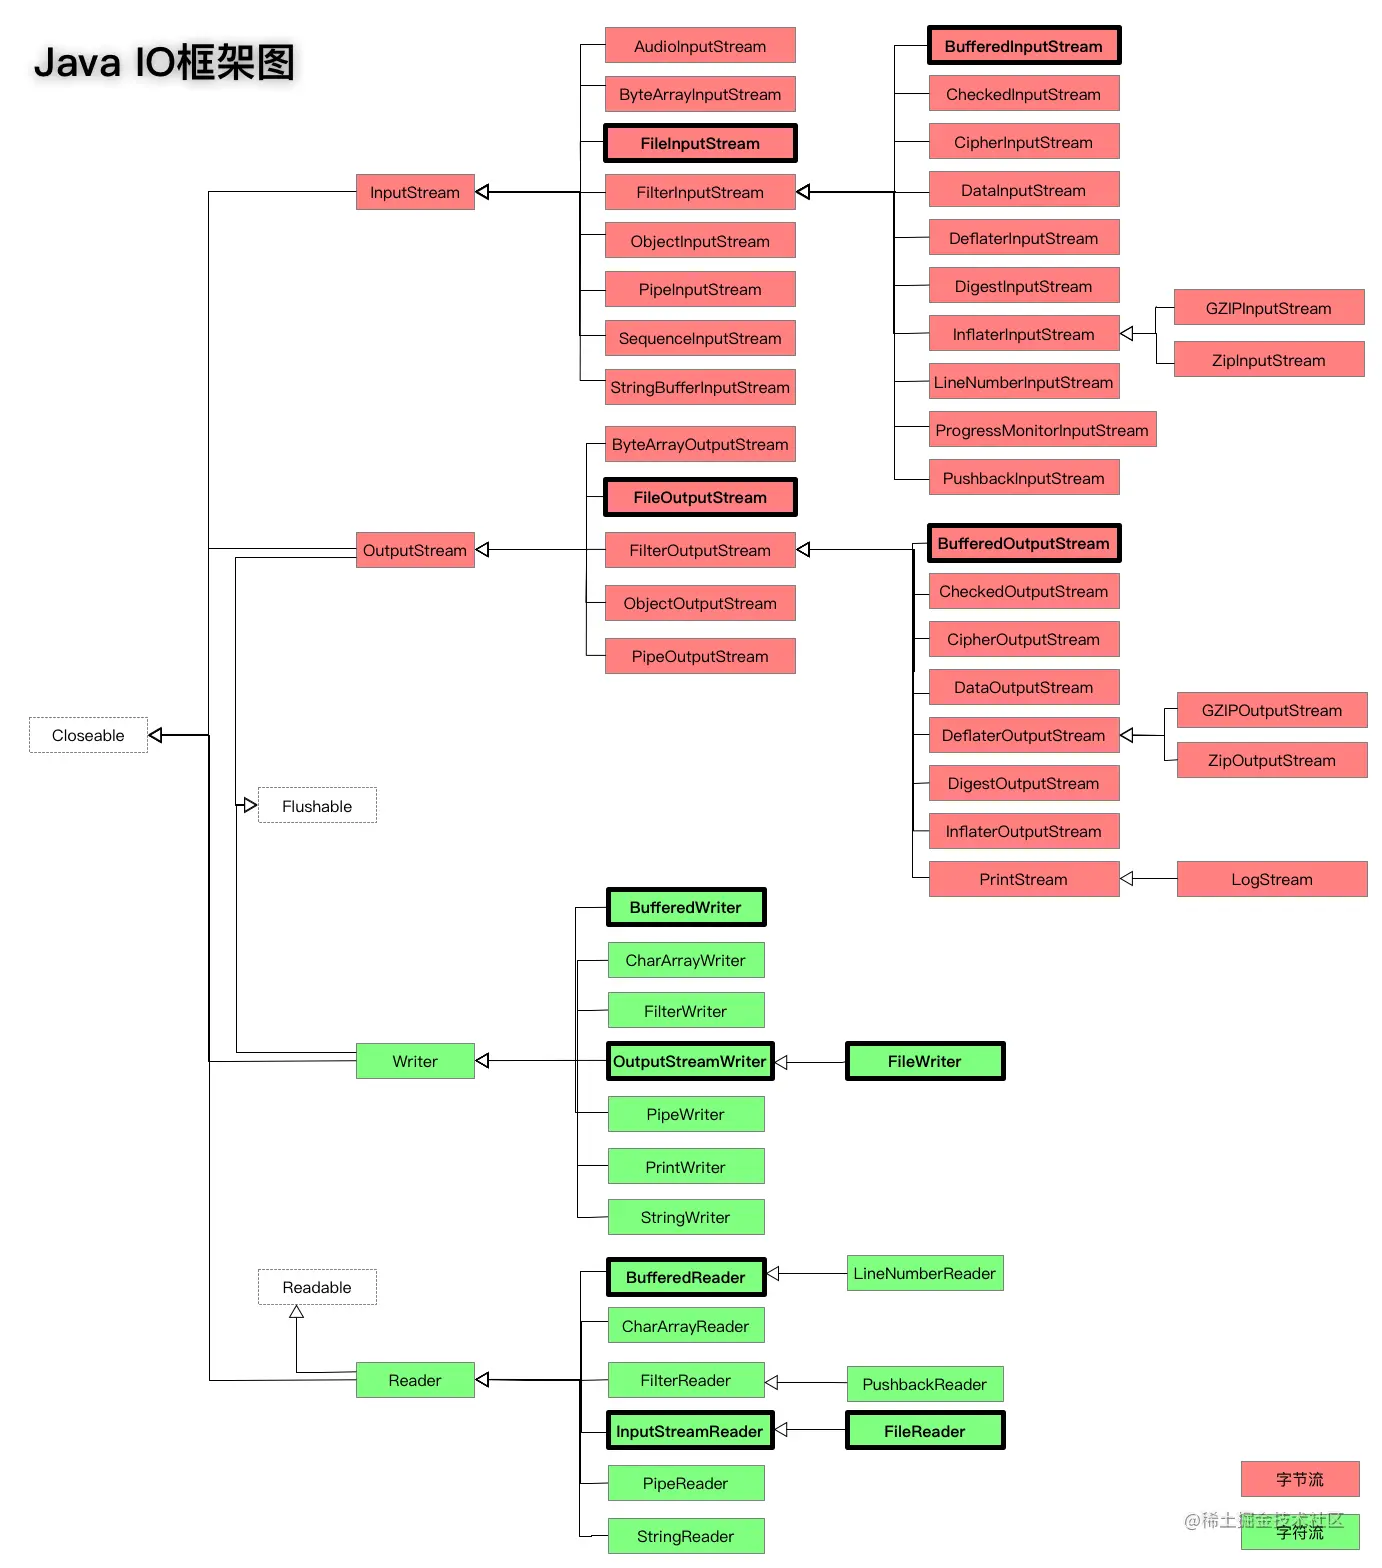 Java IO框架图
AudioInputStream
ByteArrayInputStream
FileInputStream
FilterInputStream
ObjectInputStream
PipeInputStream
SequenceInputStream
StringBufferInputStream
InputStream
BufferedInputStream
CheckedInputStream
CipherInputStream
DataInputStream
DeflaterInputStream
DigestInputStream
InflaterInputStream
LineNumberInputStream
ProgressMonitorInputStream
PushbackInputStream
GZIPInputStream
ZipInputStream
ByteArrayOutputStream
FileOutputStream
FilterOutputStream
ObjectOutputStream
PipeOutputStream
OutputStream
BufferedOutputStream
CheckedOutputStream
CipherOutputStream
DataOutputStream
DeflaterOutputStream
DigestOutputStream
InflaterOutputStream
PrintStream
GZIPOutputStream
ZipOutputStream
LogStream
Closeable
Flushable
BufferedWriter
CharArrayWriter
FilterWriter
OutputStreamWriter
PipeWriter
PrintWriter
StringWriter
Writer
FileWriter
Readable
Reader
BufferedReader
CharArrayReader
FilterReader
InputStreamReader
PipeReader
StringReader
LineNumberReader
PushbackReader
FileReader
字节流
字符流
@稀土掘金技术社区